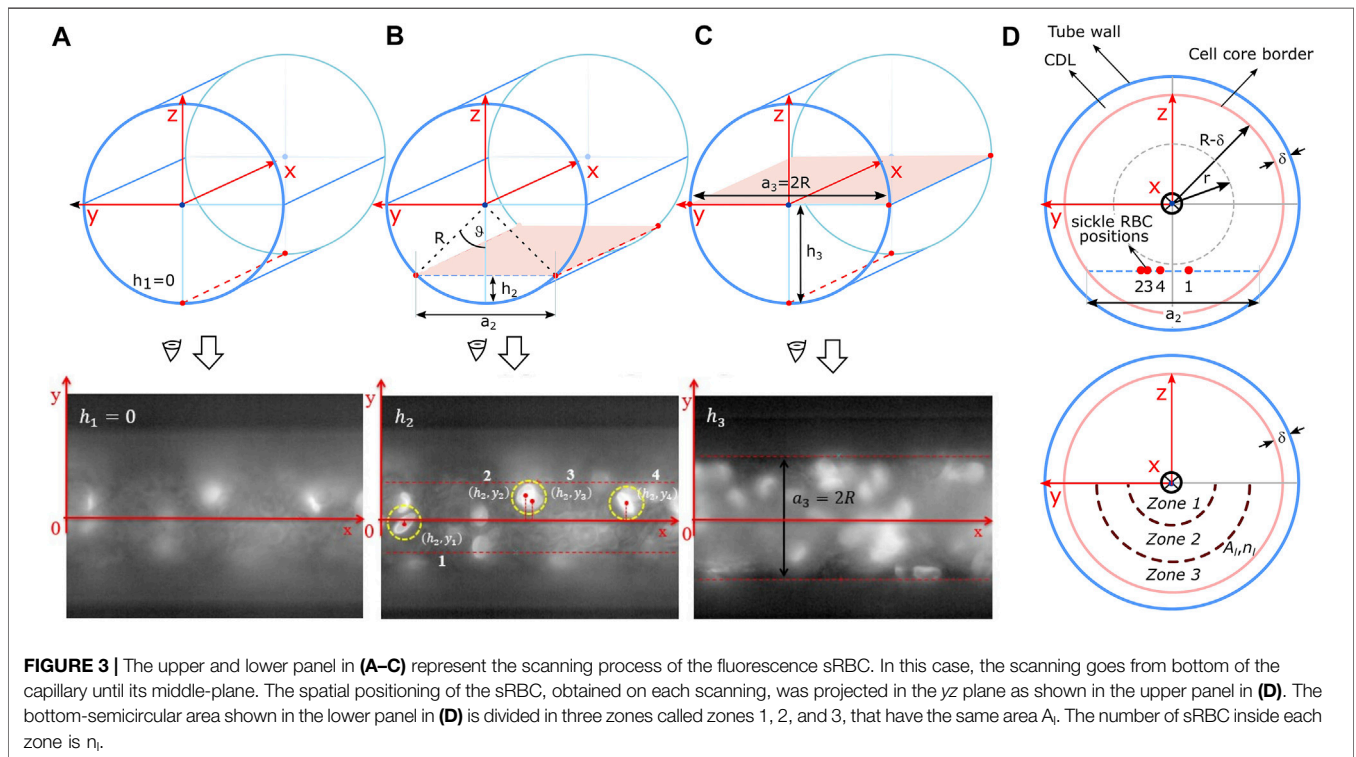 A
B
C
D
z
x
y
h₁=0
z
x
y
R
ϑ
h₂
a₂
z
x
y
a₃=2R
h₃
Tube wall
CDL
Cell core border
z
R-δ
δ
r
x
y
sickle RBC
positions
23 4 1
a₂
y
h₁ = 0
0
x
y
h₂
2 3 4
(h₂, y₂) (h₂, y₃) (h₂, y₄)
0
x
(h₂, y₁)
1
y
h₃
a₃ = 2R
0
x
z
δ
x
y
Zone 1
Zone 2
Aₗ,nₗ
Zone 3
FIGURE 3 | The upper and lower panel in (A–C) represent the scanning process of the fluorescence sRBC. In this case, the scanning goes from bottom of the
capillary until its middle-plane. The spatial positioning of the sRBC, obtained on each scanning, was projected in the yz plane as shown in the upper panel in (D). The
bottom-semicircular area shown in the lower panel in (D) is divided in three zones called zones 1, 2, and 3, that have the same area Aₗ. The number of sRBC inside each
zone is nₗ.